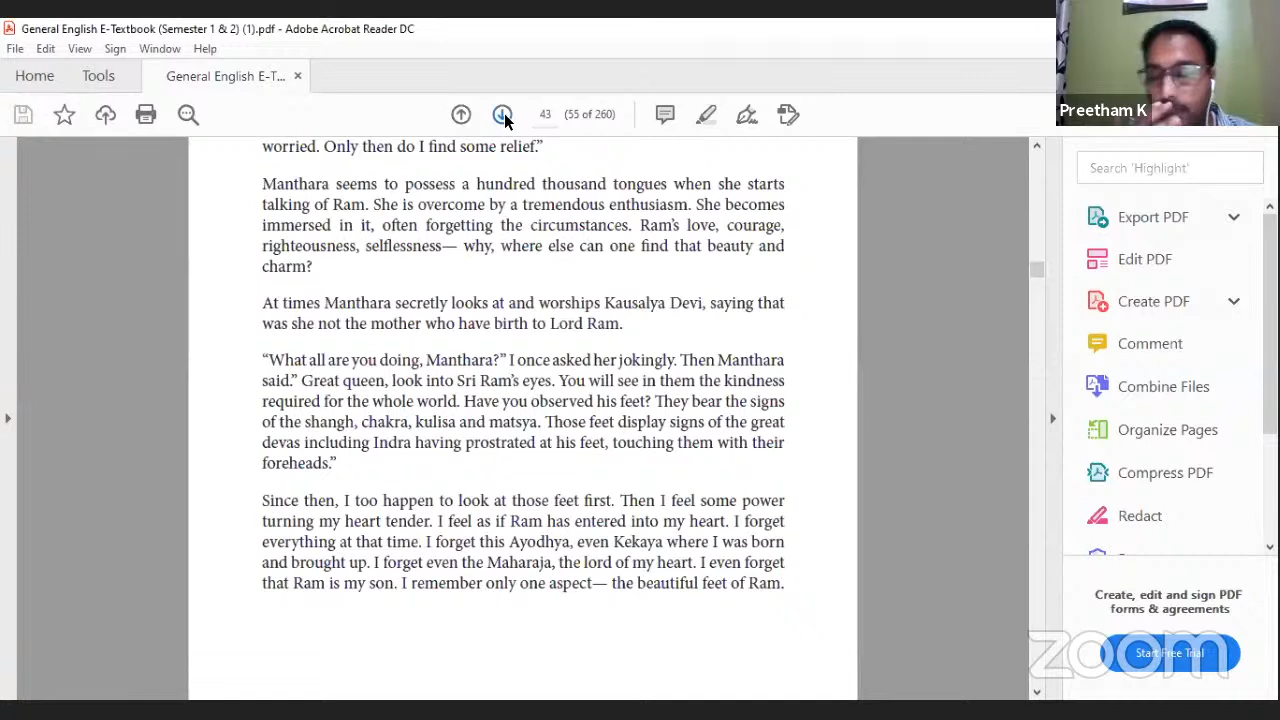 General English E-Textbook (Semester 1 & 2) (1).pdf - Adobe Acrobat Reader DC
File Edit View Sign Window Help
Home Tools General English E-T... ×
43 (55 of 260)
Preetham K
worried. Only then do I find some relief.”
Manthara seems to possess a hundred thousand tongues when she starts
talking of Ram. She is overcome by a tremendous enthusiasm. She becomes
immersed in it, often forgetting the circumstances. Ram’s love, courage,
righteousness, selflessness— why, where else can one find that beauty and
charm?
At times Manthara secretly looks at and worships Kausalya Devi, saying that
was she not the mother who have birth to Lord Ram.
“What all are you doing, Manthara?” I once asked her jokingly. Then Manthara
said.” Great queen, look into Sri Ram’s eyes. You will see in them the kindness
required for the whole world. Have you observed his feet? They bear the signs
of the shangh, chakra, kulisa and matsya. Those feet display signs of the great
devas including Indra having prostrated at his feet, touching them with their
foreheads.”
Since then, I too happen to look at those feet first. Then I feel some power
turning my heart tender. I feel as if Ram has entered into my heart. I forget
everything at that time. I forget this Ayodhya, even Kekaya where I was born
and brought up. I forget even the Maharaja, the lord of my heart. I even forget
that Ram is my son. I remember only one aspect— the beautiful feet of Ram.
Search 'Highlight'
Export PDF
Edit PDF
Create PDF
Comment
Combine Files
Organize Pages
Compress PDF
Redact
Create, edit and sign PDF
forms & agreements
Start Free Trial
zoom